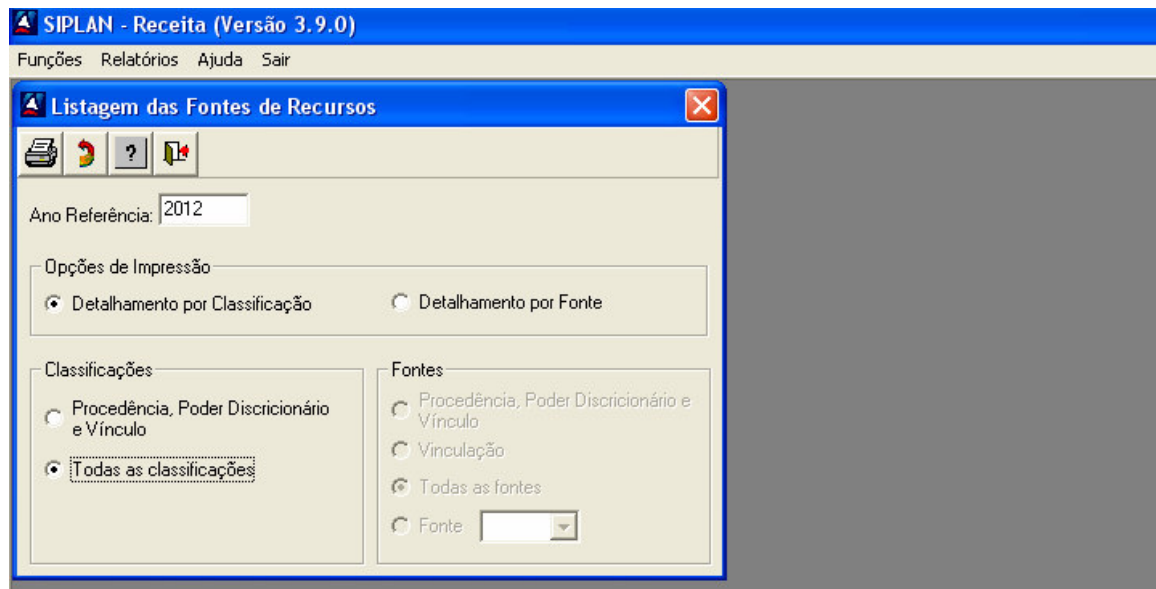 SIPLAN - Receita (Versão 3.9.0)
Funções Relatórios Ajuda Sair
Listagem das Fontes de Recursos
?
Ano Referência: 2012
Opções de Impressão
Detalhamento por Classificação
Detalhamento por Fonte
Classificações
Procedência, Poder Discricionário
e Vínculo
Todas as classificações
Fontes
Procedência, Poder Discricionário e
Vínculo
Vinculação
Todas as fontes
Fonte